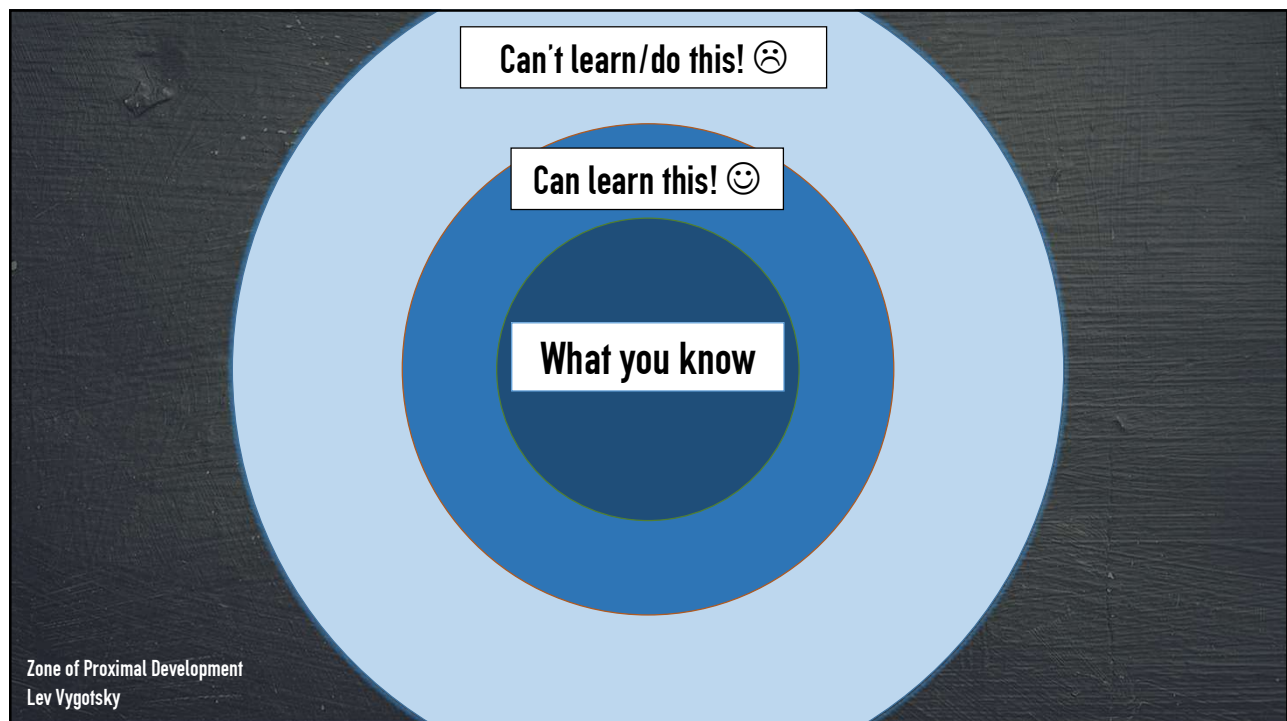 Can't learn/do this! ☹
Can learn this! ☺
What you know
Zone of Proximal Development
Lev Vygotsky